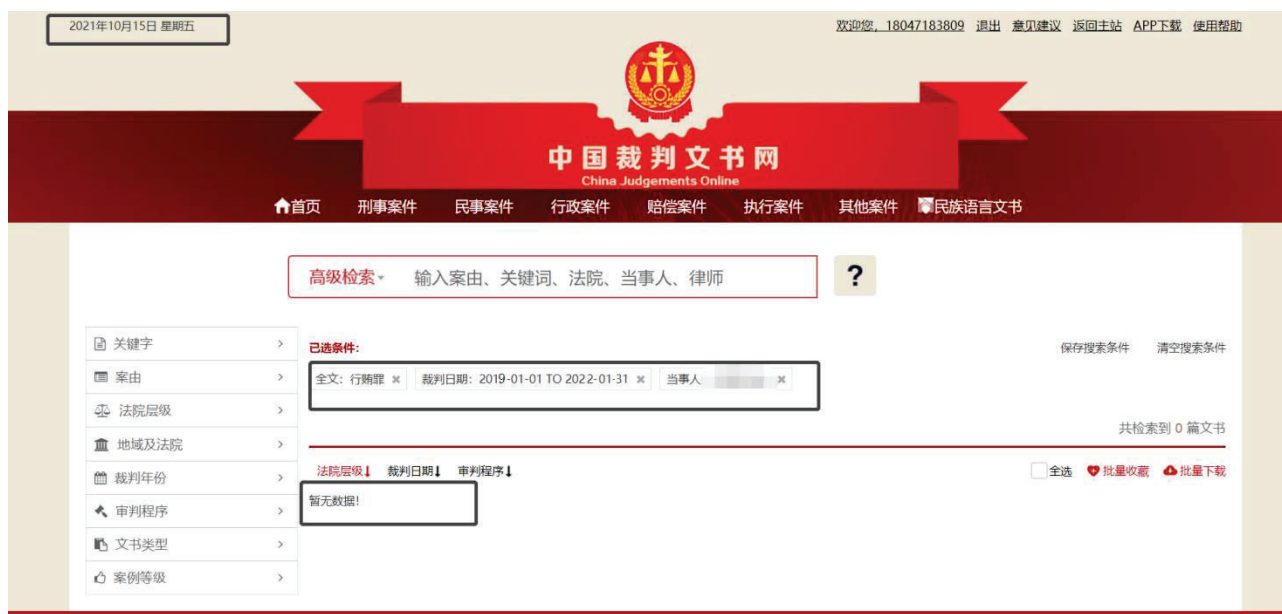 2021年10月15日 星期五
欢迎您，18047183809 退出 意见建议 返回主站 APP下载 使用帮助
中国裁判文书网
China Judgements Online
首页 刑事案件 民事案件 行政案件 赔偿案件 执行案件 其他案件 民族语言文书
高级检索 输入案由、关键词、法院、当事人、律师 ?
关键字
案由
法院层级
地域及法院
裁判年份
审判程序
文书类型
案例等级
已选条件:
保存搜索条件 清空搜索条件
全文: 行贿罪 × 裁判日期: 2019-01-01 TO 2022-01-31 × 当事人 ×
共检索到 0 篇文书
法院层级 裁判日期 审判程序
全选 批量收藏 批量下载
暂无数据!